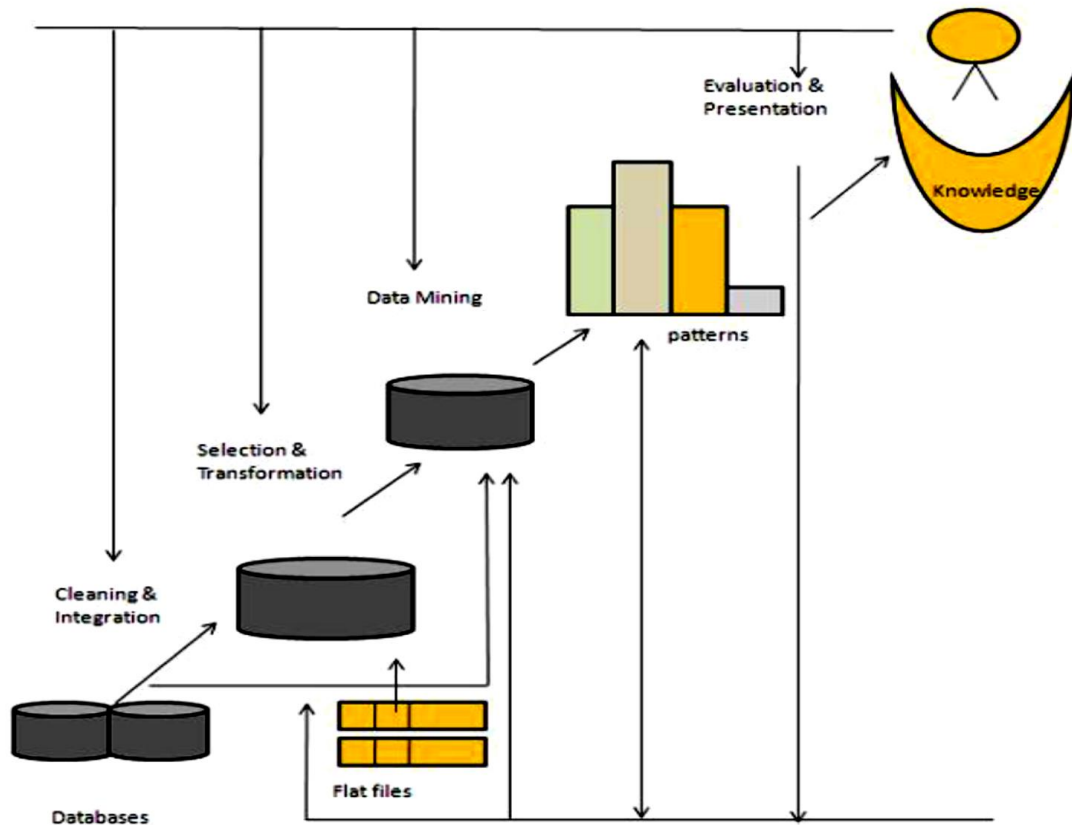 Evaluation &
Presentation
Knowledge
Data Mining
patterns
Selection &
Transformation
Cleaning &
Integration
Flat files
Databases